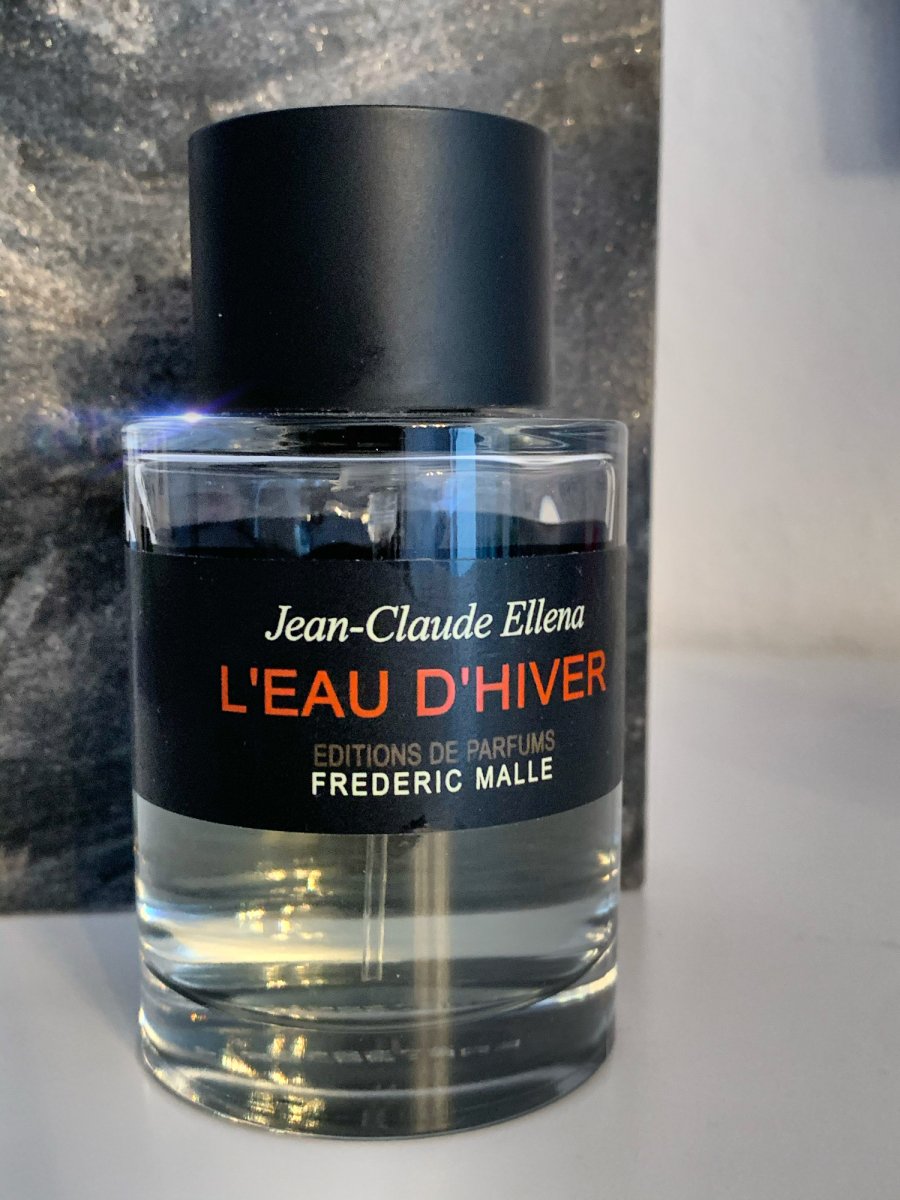 Jean-Claude Ellena
L'EAU D'HIVER
EDITIONS DE PARFUMS
FREDERIC MALLE